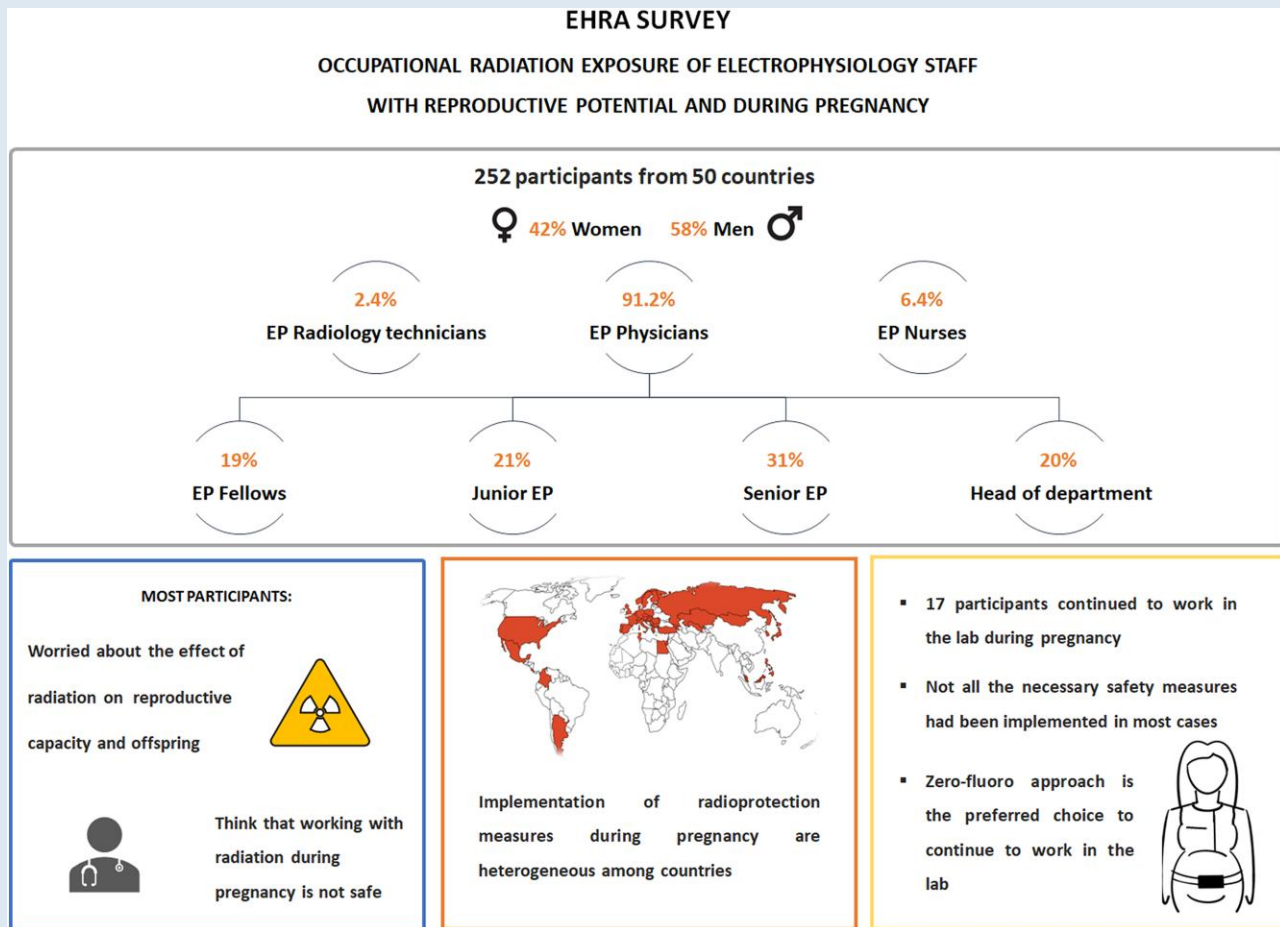 EHRA SURVEY
OCCUPATIONAL RADIATION EXPOSURE OF ELECTROPHYSIOLOGY STAFF
WITH REPRODUCTIVE POTENTIAL AND DURING PREGNANCY
252 participants from 50 countries
42% Women 58% Men
2.4%
EP Radiology technicians
91.2%
EP Physicians
6.4%
EP Nurses
19%
EP Fellows
21%
Junior EP
31%
Senior EP
20%
Head of department
MOST PARTICIPANTS:
Worried about the effect of
radiation on reproductive
capacity and offspring
Think that working with
radiation during
pregnancy is not safe
Implementation of radioprotection
measures during pregnancy are
heterogeneous among countries
▪ 17 participants continued to work in
the lab during pregnancy
▪ Not all the necessary safety measures
had been implemented in most cases
▪ Zero-fluoro approach is
the preferred choice to
continue to work in the
lab